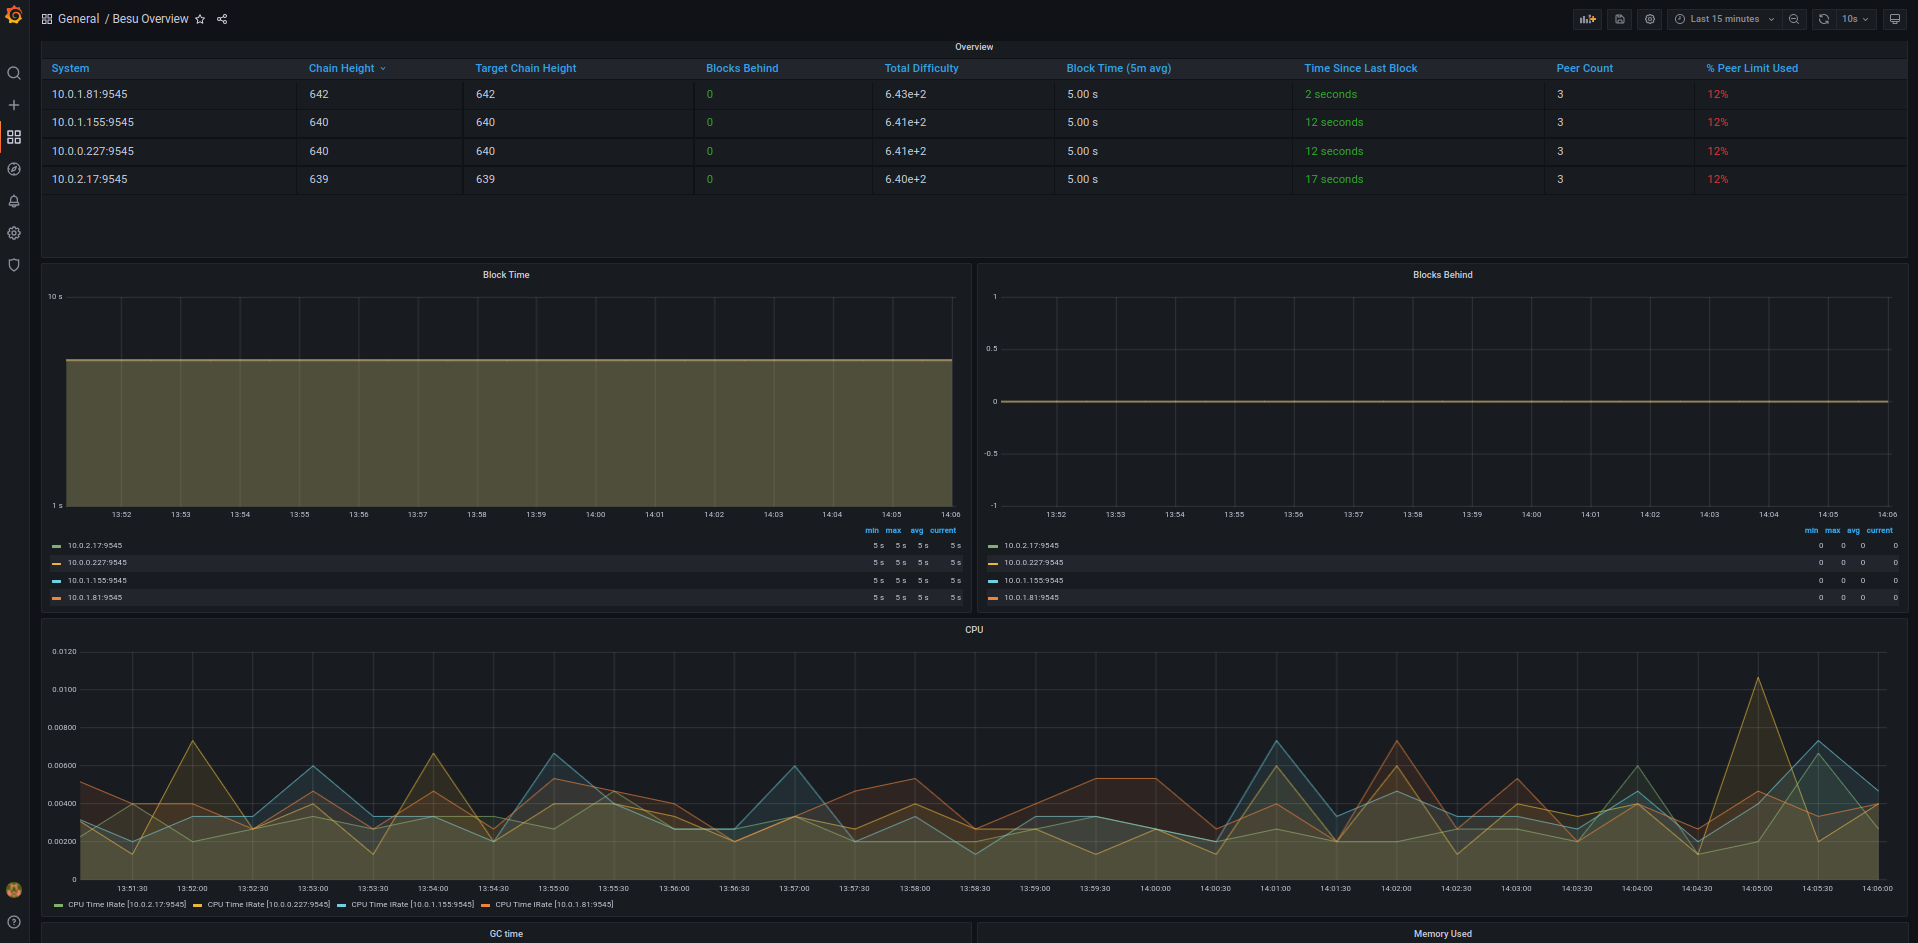 General / Besu Overview
Last 15 minutes
10s
Overview
System Chain Height Target Chain Height Blocks Behind Total Difficulty Block Time (5m avg) Time Since Last Block Peer Count % Peer Limit Used
10.0.1.81:9545 642 642 0 6.43e+2 5.00 s 2 seconds 3 12%
10.0.1.155:9545 640 640 0 6.41e+2 5.00 s 12 seconds 3 12%
10.0.0.227:9545 640 640 0 6.41e+2 5.00 s 12 seconds 3 12%
10.0.2.17:9545 639 639 0 6.40e+2 5.00 s 17 seconds 3 12%
Block Time
10 s
1 s
13:52 13:53 13:54 13:55 13:56 13:57 13:58 13:59 14:00 14:01 14:02 14:03 14:04 14:05 14:06
min max avg current
10.0.2.17:9545 5 s 5 s 5 s 5 s
10.0.0.227:9545 5 s 5 s 5 s 5 s
10.0.1.155:9545 5 s 5 s 5 s 5 s
10.0.1.81:9545 5 s 5 s 5 s 5 s
Blocks Behind
1
0.5
0
-0.5
-1
13:52 13:53 13:54 13:55 13:56 13:57 13:58 13:59 14:00 14:01 14:02 14:03 14:04 14:05 14:06
min max avg current
10.0.2.17:9545 0 0 0 0
10.0.0.227:9545 0 0 0 0
10.0.1.155:9545 0 0 0 0
10.0.1.81:9545 0 0 0 0
CPU
0.0120
0.0100
0.00800
0.00600
0.00400
0.00200
0
13:51:30 13:52:00 13:52:30 13:53:00 13:53:30 13:54:00 13:54:30 13:55:00 13:55:30 13:56:00 13:56:30 13:57:00 13:57:30 13:58:00 13:58:30 13:59:00 13:59:30 14:00:00 14:00:30 14:01:00 14:01:30 14:02:00 14:02:30 14:03:00 14:03:30 14:04:00 14:04:30 14:05:00 14:05:30 14:06:00
CPU Time IRate [10.0.2.17:9545] CPU Time IRate [10.0.0.227:9545] CPU Time IRate [10.0.1.155:9545] CPU Time IRate [10.0.1.81:9545]
GC time
Memory Used